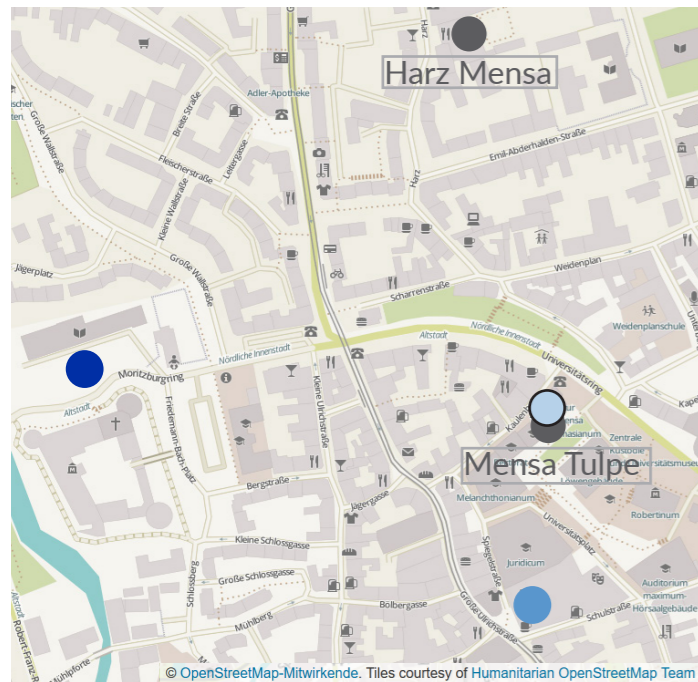 Harz Mensa
Harz
Adler-Apotheke
Breite Straße
Große Wallstraße
Leitergasse
Fleischerstraße
Kleine Wallstraße
Emil-Abderhalden-Straße
Harz
Große Wallstraße
Jägerplatz
Weidenplan
Scharrenstraße
Weidenplanschule
Nördliche Innenstadt
Altstadt
Nördliche Innenstadt
Moritzburgring
Universitätsring
Altstadt
Kleine Ulrichstraße
Friedemann-Bach-Platz
Zentrale
Mensa Tulpe
Löwengebäude
Bergstraße
Jägergasse
Melanchthonianum
Robertinum
Universitätsplatz
Spiegelstraße
Kleine Schlossgasse
Juridicum
Große Schlossgasse
Schlossberg
Auditorium
maximum-
Hörsaalgebäude
Mühlberg
Bölbergasse
Große Ulrichstraße
Schulstraße
Robert-Franz-R
Mühlpforte
© OpenStreetMap-Mitwirkende. Tiles courtesy of Humanitarian OpenStreetMap Team